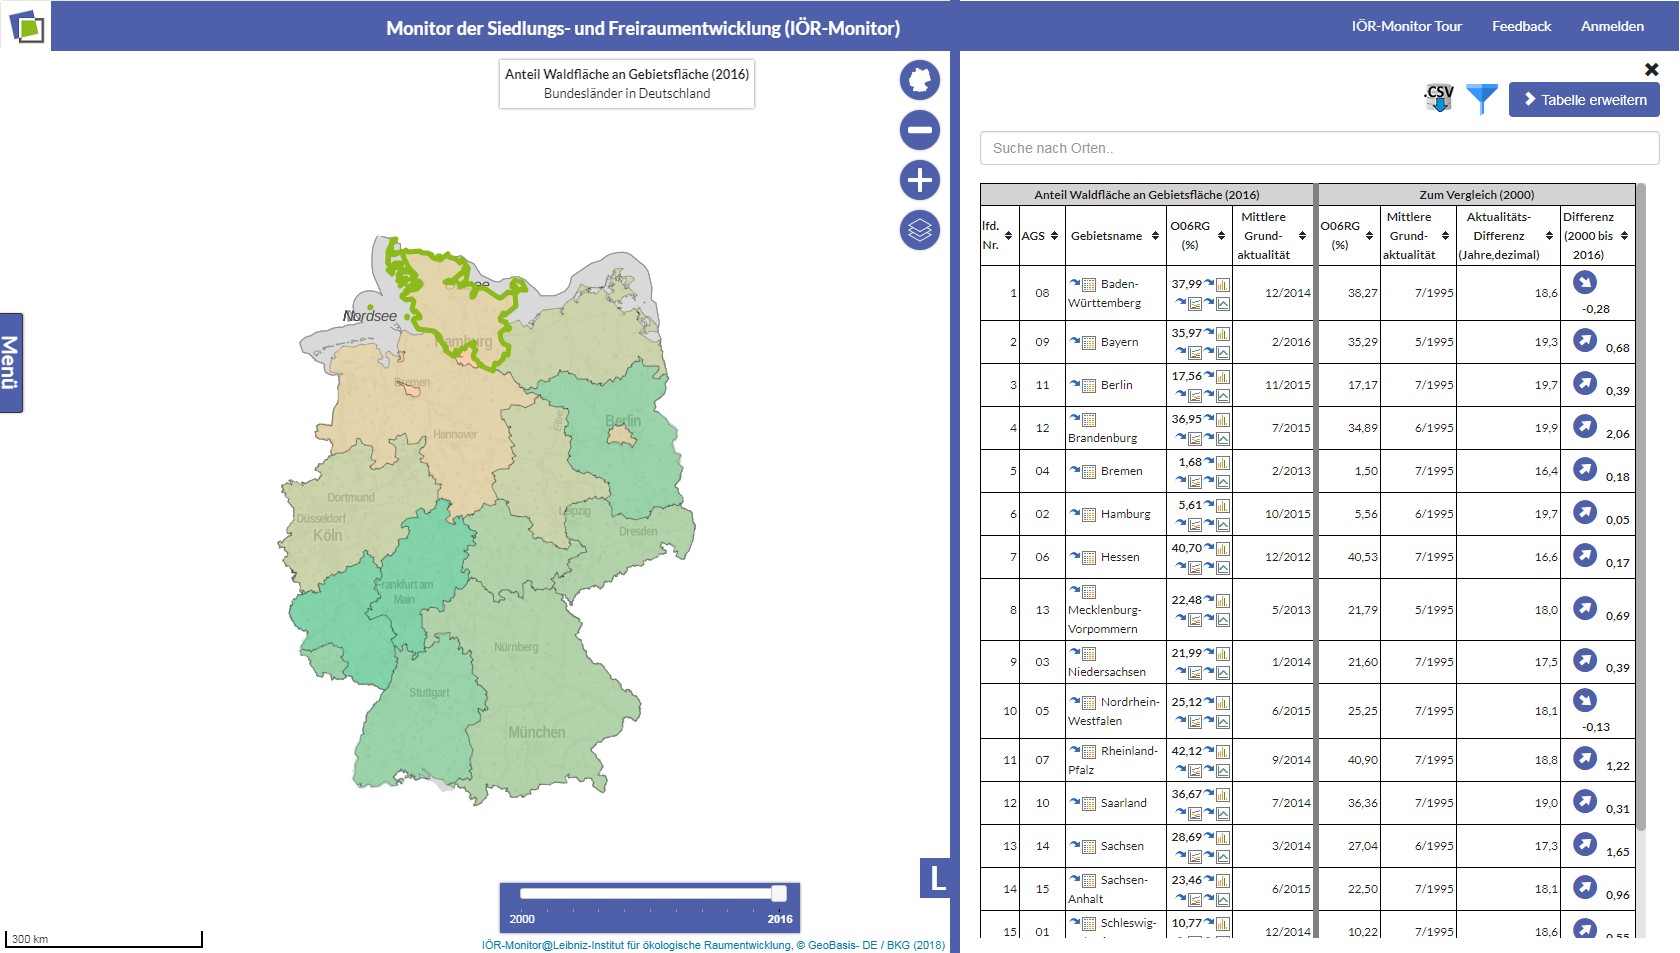 Monitor der Siedlungs- und Freiraumentwicklung (IÖR-Monitor)
IÖR-Monitor Tour Feedback Anmelden
Anteil Waldfläche an Gebietsfläche (2016)
Bundesländer in Deutschland
Menü
Nordsee
Hamburg
Bremen
Hannover
Berlin
Elbe
Dortmund
Düsseldorf
Köln
Leipzig
Dresden
Frankfurt am
Main
Nürnberg
Stuttgart
München
L
2000 2016
300 km
IÖR-Monitor@Leibniz-Institut für ökologische Raumentwicklung, © GeoBasis- DE / BKG (2018)
.CSV
Tabelle erweitern
Suche nach Orten..
Anteil Waldfläche an Gebietsfläche (2016) Zum Vergleich (2000)
lfd. Nr. AGS Gebietsname O06RG (%) Mittlere Grund- aktualität O06RG (%) Mittlere Grund- aktualität Aktualitäts- Differenz (Jahre,dezimal) Differenz (2000 bis 2016)
1 08 Baden-Württemberg 37,99 12/2014 38,27 7/1995 18,6 -0,28
2 09 Bayern 35,97 2/2016 35,29 5/1995 19,3 0,68
3 11 Berlin 17,56 11/2015 17,17 7/1995 19,7 0,39
4 12 Brandenburg 36,95 7/2015 34,89 6/1995 19,9 2,06
5 04 Bremen 1,68 2/2013 1,50 7/1995 16,4 0,18
6 02 Hamburg 5,61 10/2015 5,56 6/1995 19,7 0,05
7 06 Hessen 40,70 12/2012 40,53 7/1995 16,6 0,17
8 13 Mecklenburg-Vorpommern 22,48 5/2013 21,79 5/1995 18,0 0,69
9 03 Niedersachsen 21,99 1/2014 21,60 7/1995 17,5 0,39
10 05 Nordrhein-Westfalen 25,12 6/2015 25,25 7/1995 18,1 -0,13
11 07 Rheinland-Pfalz 42,12 9/2014 40,90 7/1995 18,8 1,22
12 10 Saarland 36,67 7/2014 36,36 7/1995 19,0 0,31
13 14 Sachsen 28,69 3/2014 27,04 6/1995 17,3 1,65
14 15 Sachsen-Anhalt 23,46 6/2015 22,50 7/1995 18,1 0,96
15 01 Schleswig- 10,77 12/2014 10,22 7/1995 18,6 0,55